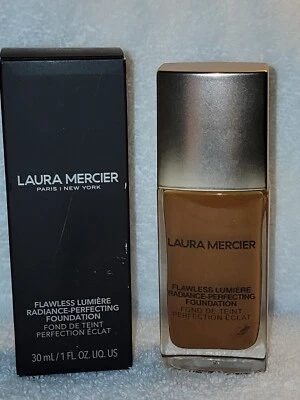 LAURA MERCIER
PARIS | NEW YORK
FLAWLESS LUMIÈRE
RADIANCE-PERFECTING
FOUNDATION
FOND DE TEINT
PERFECTION ÉCLAT
30 mL / 1 FL. OZ. LIQ. US
LAURA MERCIER
FLAWLESS LUMIÈRE
RADIANCE-PERFECTING
FOUNDATION
FOND DE TEINT
PERFECTION ÉCLAT